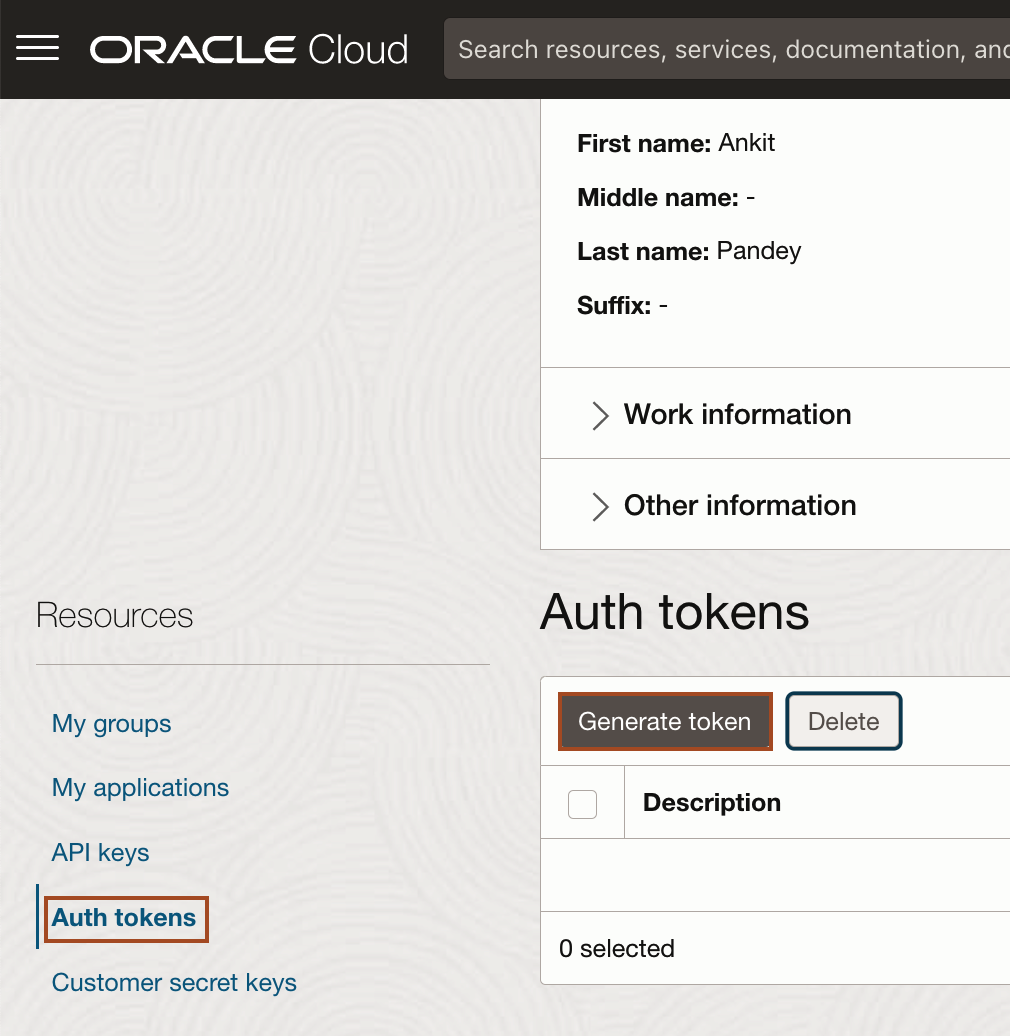 ORACLE Cloud
Search resources, services, documentation, and
First name: Ankit
Middle name: -
Last name: Pandey
Suffix: -
Work information
Other information
Resources
My groups
My applications
API keys
Auth tokens
Customer secret keys
Auth tokens
Generate token
Delete
Description
0 selected